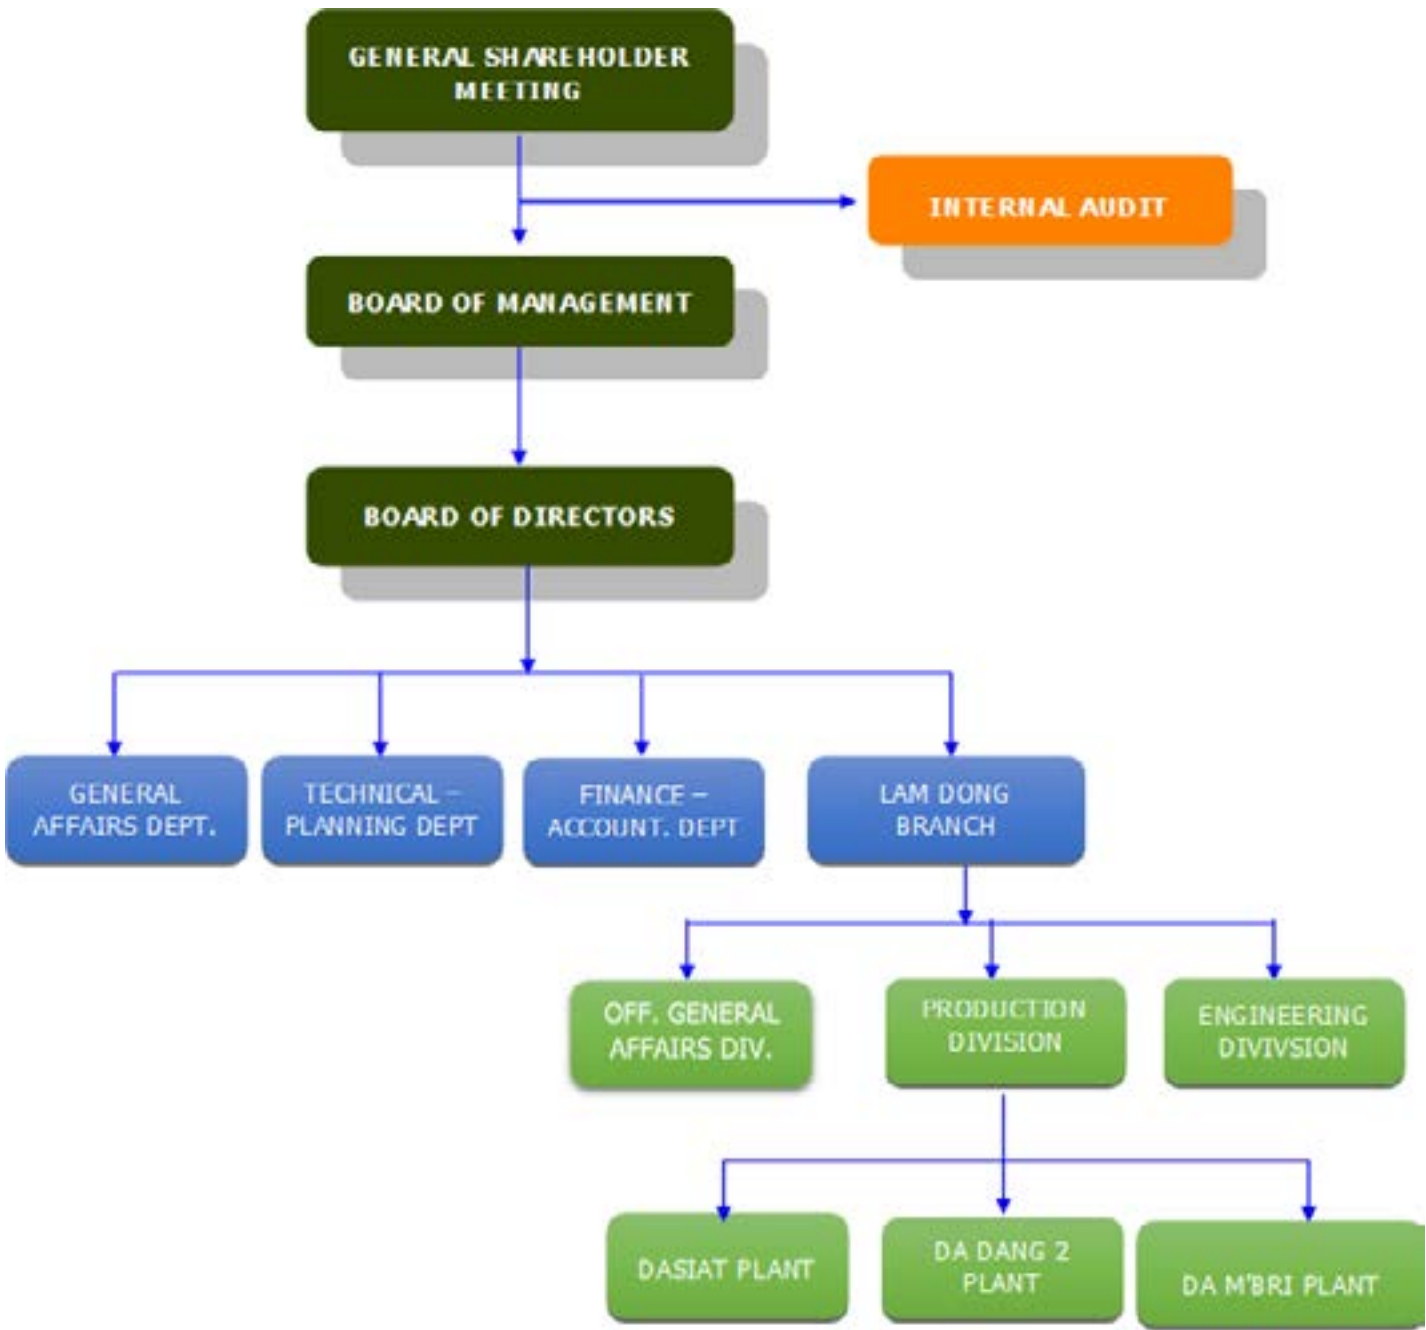 GENERAL SHAREHOLDER
MEETING
INTERNAL AUDIT
BOARD OF MANAGEMENT
BOARD OF DIRECTORS
GENERAL
AFFAIRS DEPT.
TECHNICAL –
PLANNING DEPT
FINANCE –
ACCOUNT. DEPT
LAM DONG
BRANCH
OFF. GENERAL
AFFAIRS DIV.
PRODUCTION
DIVISION
ENGINEERING
DIVIVSION
DASIAT PLANT
DA DANG 2
PLANT
DA M'BRI PLANT